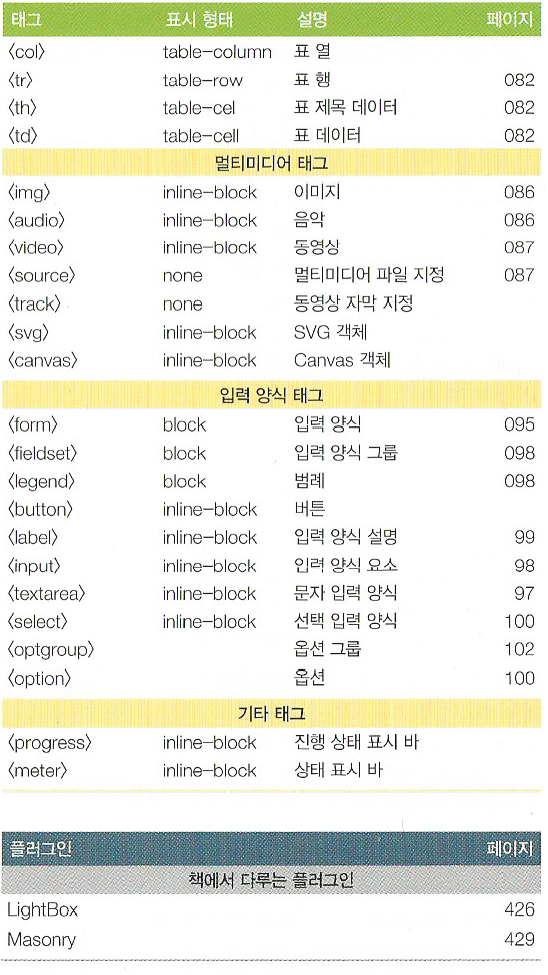 태그 표시 형태 설명 페이지
〈col〉 table-column 표 열
〈tr〉 table-row 표 행 082
〈th〉 table-cel 표 제목 데이터 082
〈td〉 table-cell 표 데이터 082
멀티미디어 태그
〈img〉 inline-block 이미지 086
〈audio〉 inline-block 음악 086
〈video〉 inline-block 동영상 087
〈source〉 none 멀티미디어 파일 지정 087
〈track〉 none 동영상 자막 지정
〈svg〉 inline-block SVG 객체
〈canvas〉 inline-block Canvas 객체
입력 양식 태그
〈form〉 block 입력 양식 095
〈fieldset〉 block 입력 양식 그룹 098
〈legend〉 block 범례 098
〈button〉 inline-block 버튼
〈label〉 inline-block 입력 양식 설명 99
〈input〉 inline-block 입력 양식 요소 98
〈textarea〉 inline-block 문자 입력 양식 97
〈select〉 inline-block 선택 입력 양식 100
〈optgroup〉 옵션 그룹 102
〈option〉 옵션 100
기타 태그
〈progress〉 inline-block 진행 상태 표시 바
〈meter〉 inline-block 상태 표시 바
플러그인 페이지
책에서 다루는 플러그인
LightBox 426
Masonry 429